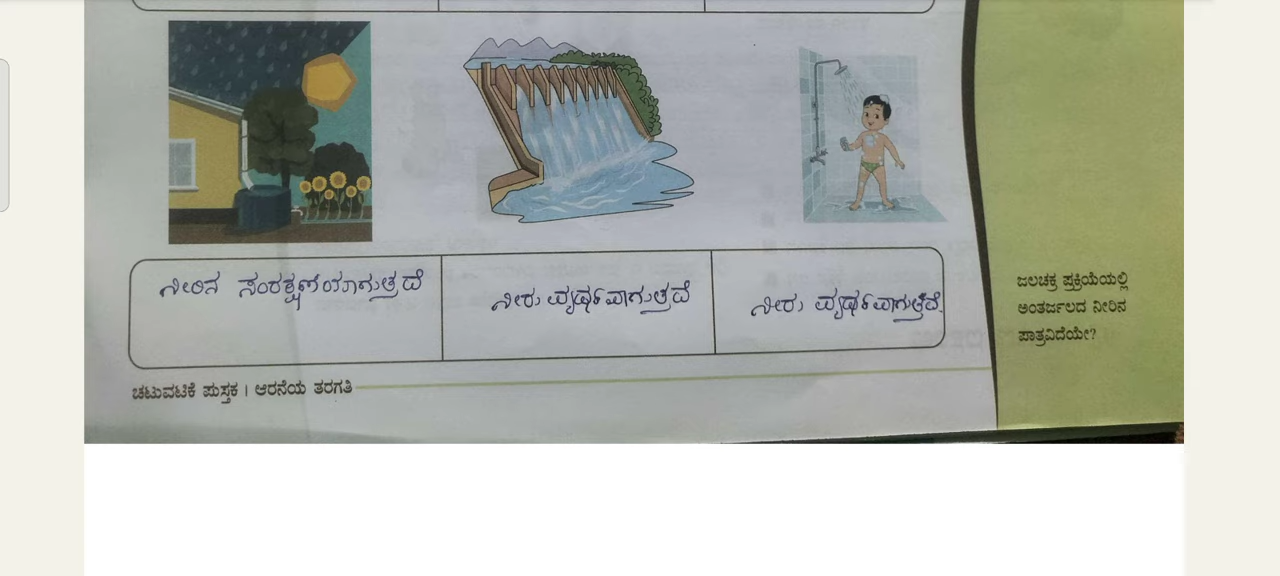 ನೀರಿನ ಸಂರಕ್ಷಣೆಯಾಗುತ್ತದೆ
ನೀರು ವ್ಯರ್ಥವಾಗುತ್ತದೆ
ನೀರು ವ್ಯರ್ಥವಾಗುತ್ತದೆ.
ಚಟುವಟಿಕೆ ಪುಸ್ತಕ | ಆರನೆಯ ತರಗತಿ
ಜಲಚಕ್ರ ಪ್ರಕ್ರಿಯೆಯಲ್ಲಿ
ಅಂತರ್ಜಲದ ನೀರಿನ
ಪಾತ್ರವಿದೆಯೇ?